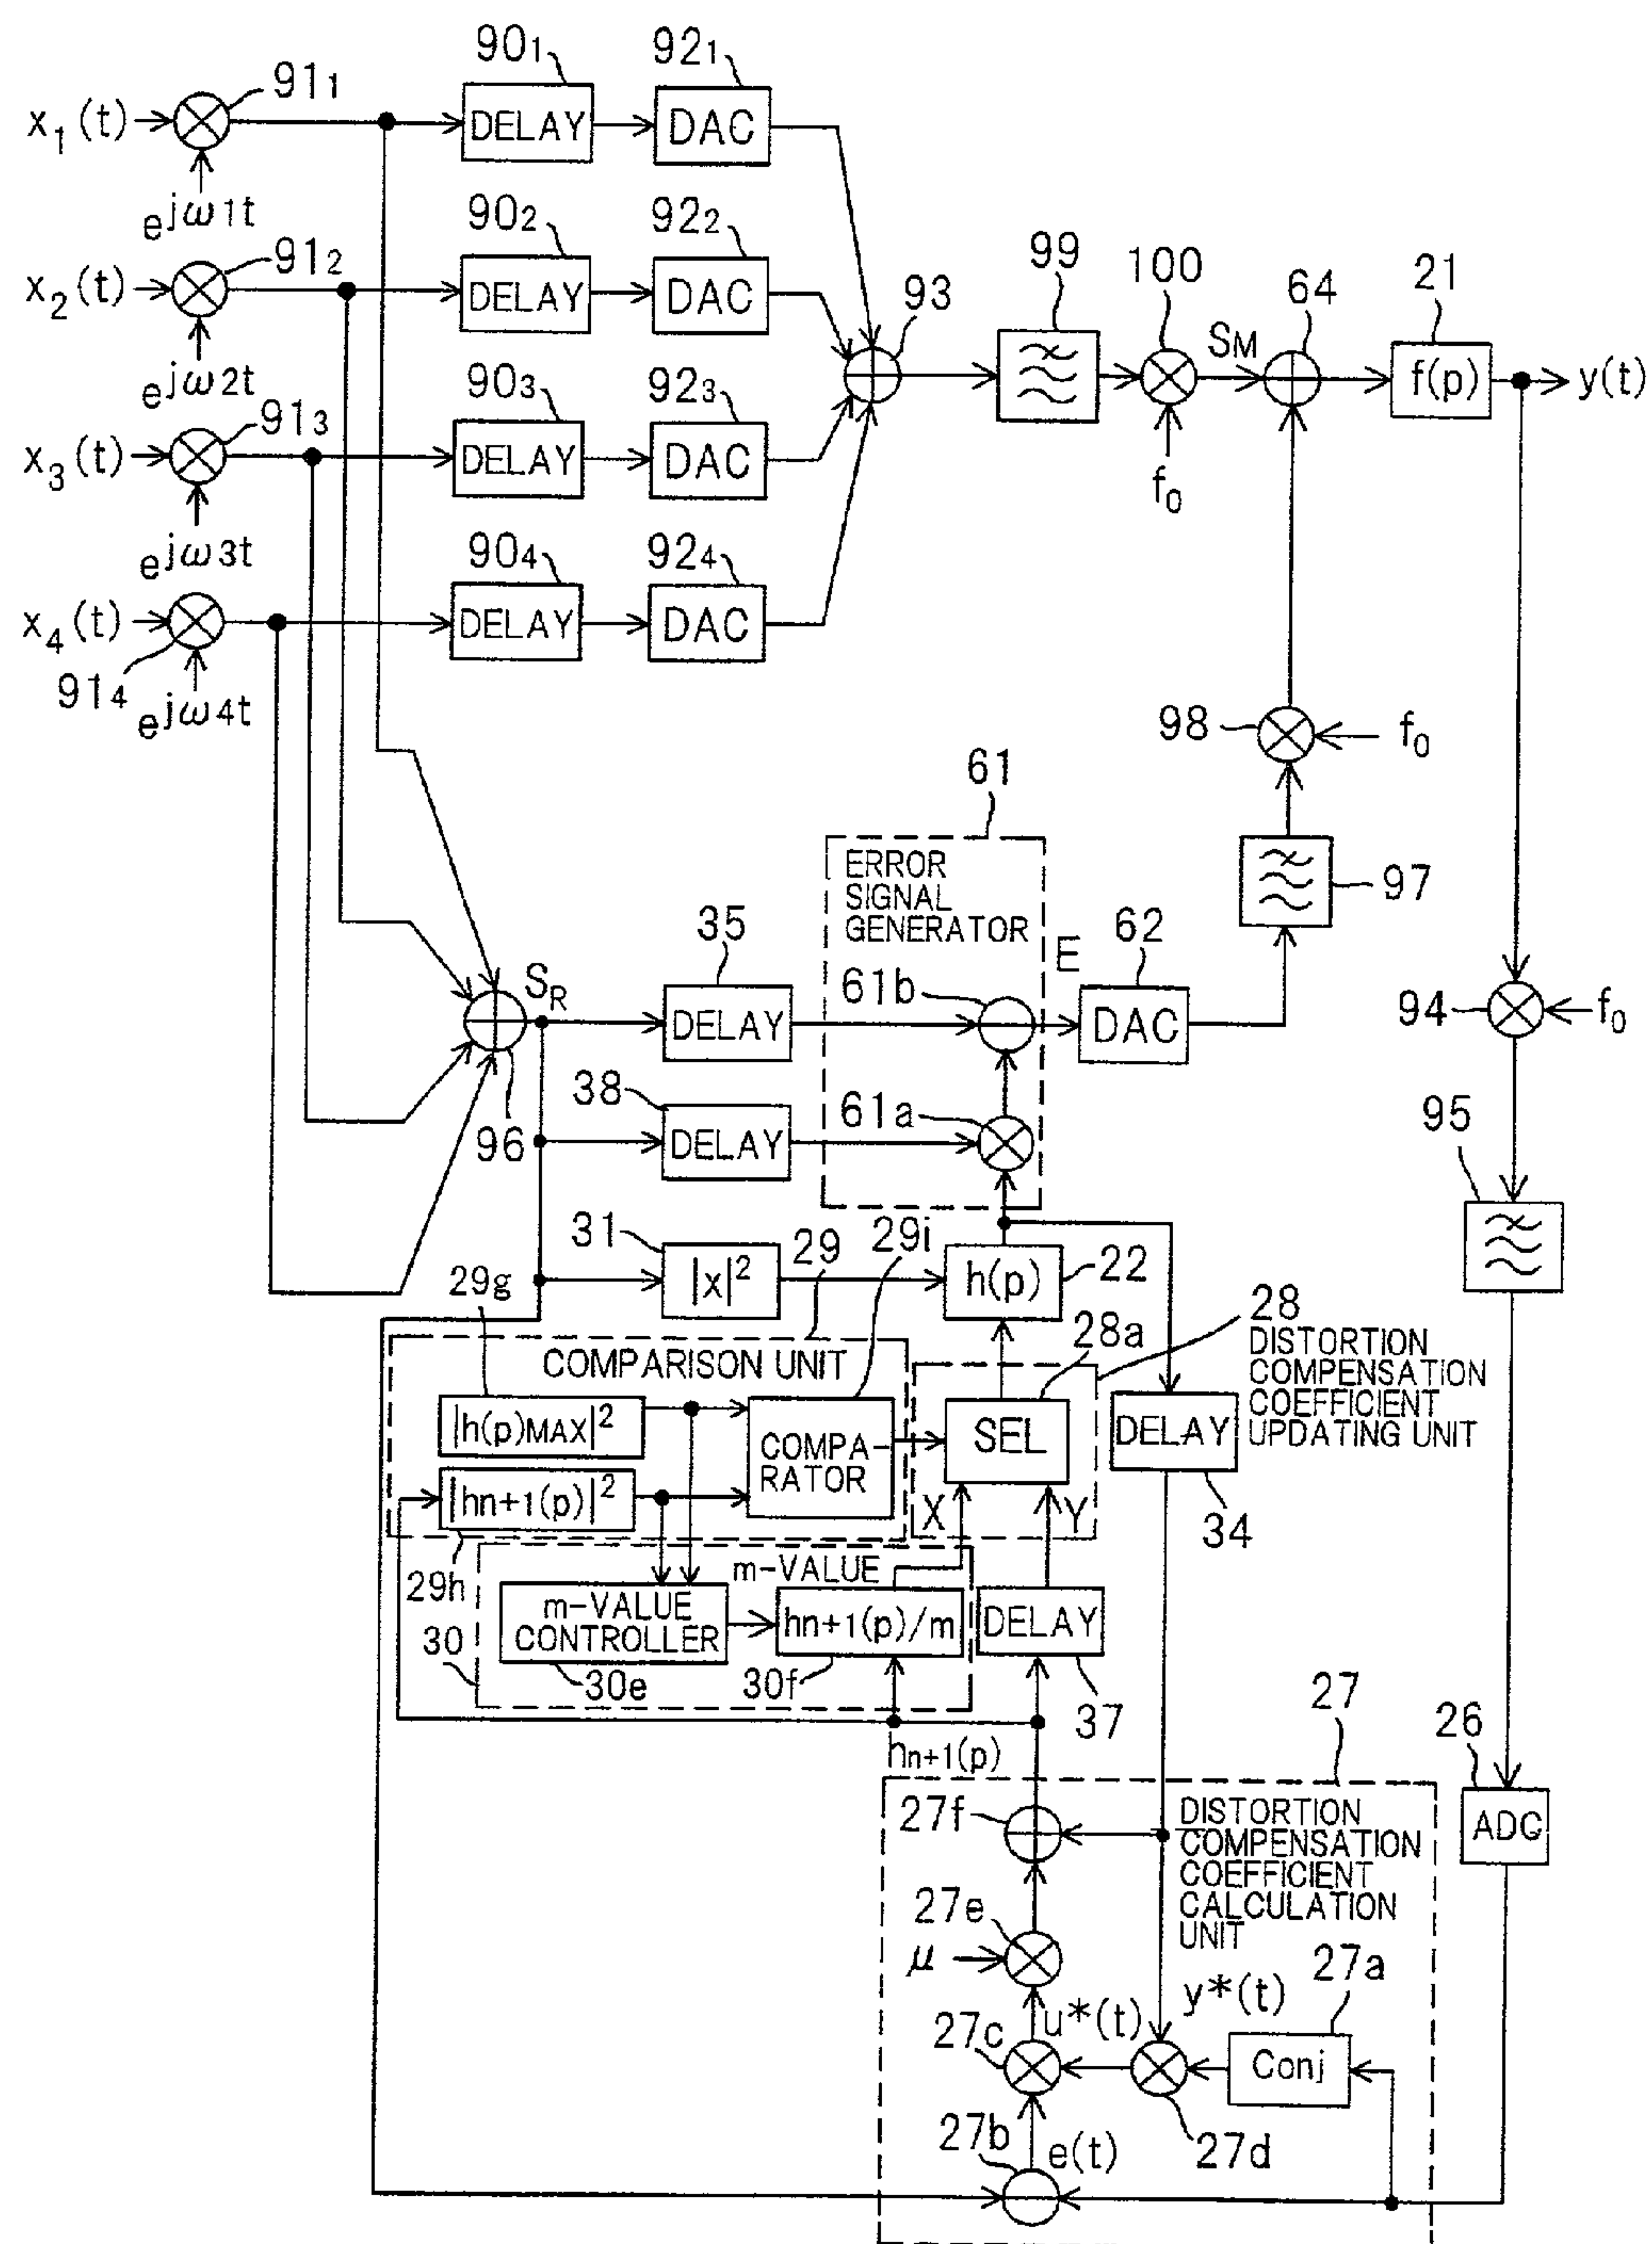 90₁
92₁
91₁
x₁(t)
DELAY
DAC
e^jω1t
90₂
92₂
91₂
x₂(t)
DELAY
DAC
93
99
100
64
21
S_M
f(p)
y(t)
e^jω2t
90₃
92₃
91₃
x₃(t)
DELAY
DAC
f₀
e^jω3t
90₄
92₄
x₄(t)
DELAY
DAC
91₄
e^jω4t
98
f₀
61
ERROR
SIGNAL
GENERATOR
97
35
E
62
S_R
61b
DELAY
DAC
94
f₀
38
61a
96
DELAY
95
31
29
29i
|x|²
h(p)
22
29g
28
28a
DISTORTION
COMPENSATION
COEFFICIENT
UPDATING UNIT
COMPARISON UNIT
|h(p)MAX|²
COMPA-
RATOR
SEL
DELAY
|hn+1(p)|²
X
Y
34
29h
m-VALUE
m-VALUE
CONTROLLER
hn+1(p)/m
DELAY
30
30e
30f
37
27
26
hn+1(p)
27f
DISTORTION
COMPENSATION
COEFFICIENT
CALCULATION
UNIT
ADC
27e
μ
27a
y*(t)
27c
u*(t)
Conj
27b
e(t)
27d